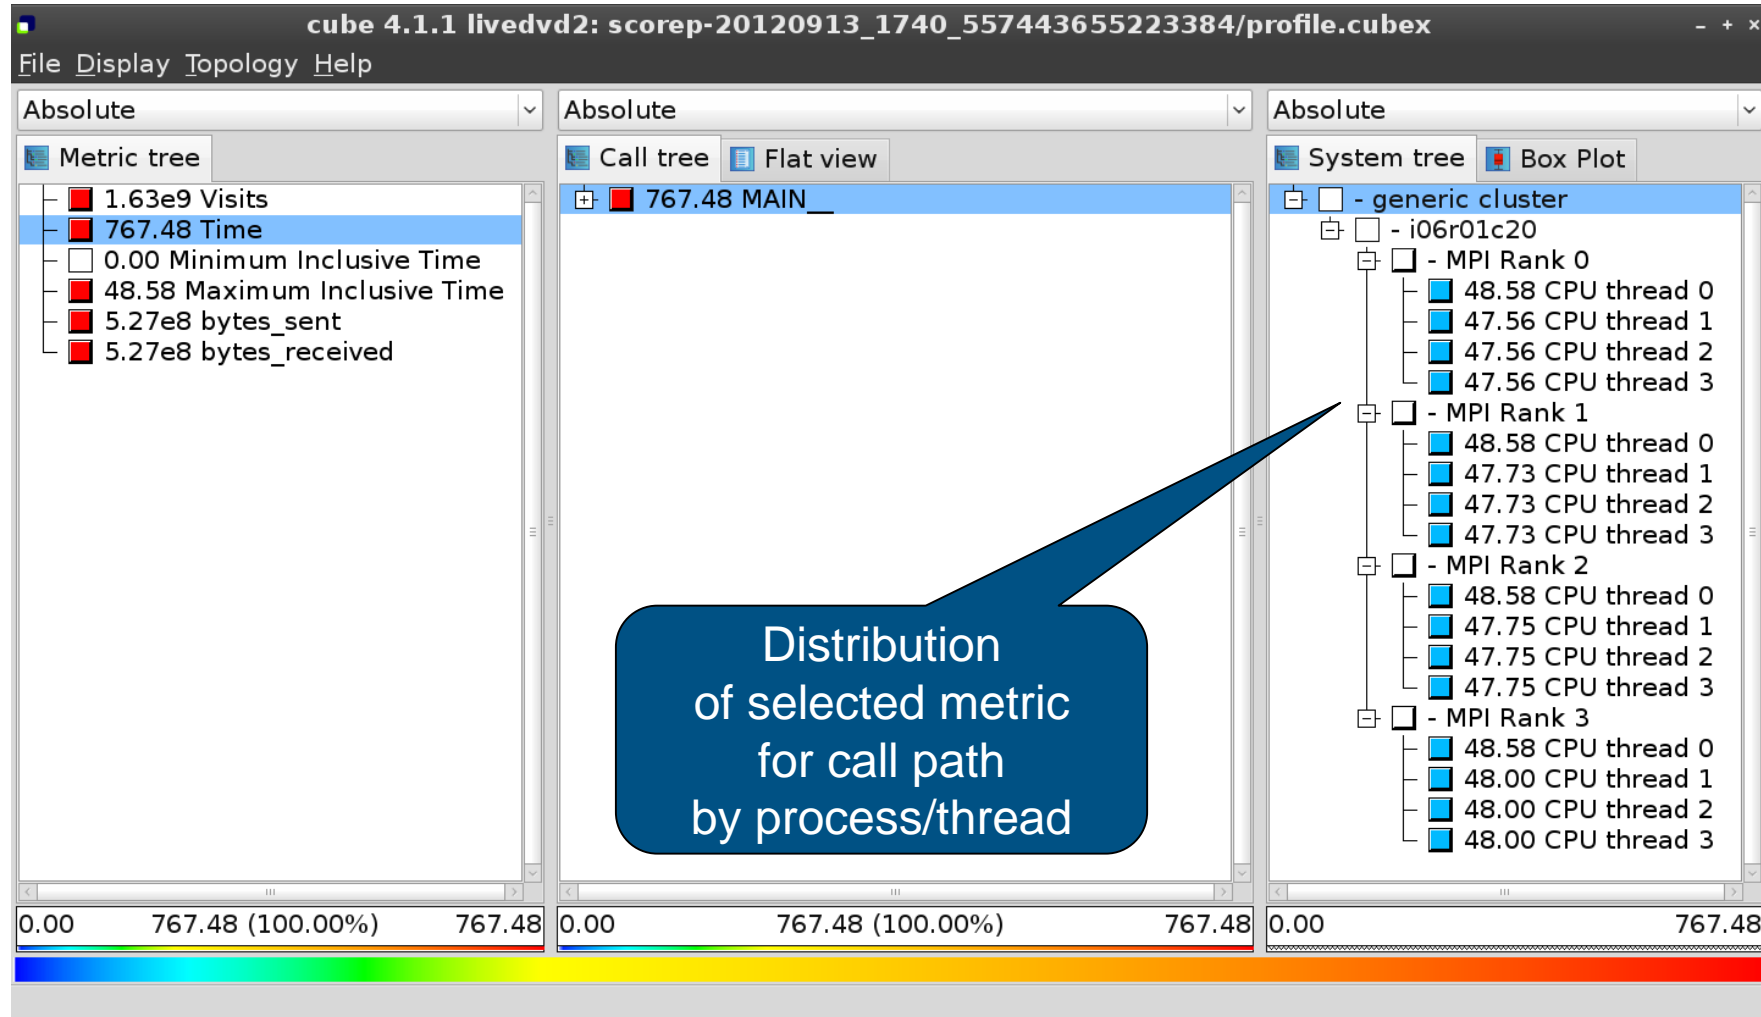 cube 4.1.1 livedvd2: scorep-20120913_1740_557443655223384/profile.cubex
File Display Topology Help
Absolute
Metric tree
1.63e9 Visits
767.48 Time
0.00 Minimum Inclusive Time
48.58 Maximum Inclusive Time
5.27e8 bytes_sent
5.27e8 bytes_received
0.00 767.48 (100.00%) 767.48
Absolute
Call tree Flat view
767.48 MAIN__
Distribution
of selected metric
for call path
by process/thread
0.00 767.48 (100.00%) 767.48
Absolute
System tree Box Plot
- generic cluster
- i06r01c20
- MPI Rank 0
48.58 CPU thread 0
47.56 CPU thread 1
47.56 CPU thread 2
47.56 CPU thread 3
- MPI Rank 1
48.58 CPU thread 0
47.73 CPU thread 1
47.73 CPU thread 2
47.73 CPU thread 3
- MPI Rank 2
48.58 CPU thread 0
47.75 CPU thread 1
47.75 CPU thread 2
47.75 CPU thread 3
- MPI Rank 3
48.58 CPU thread 0
48.00 CPU thread 1
48.00 CPU thread 2
48.00 CPU thread 3
0.00 767.48